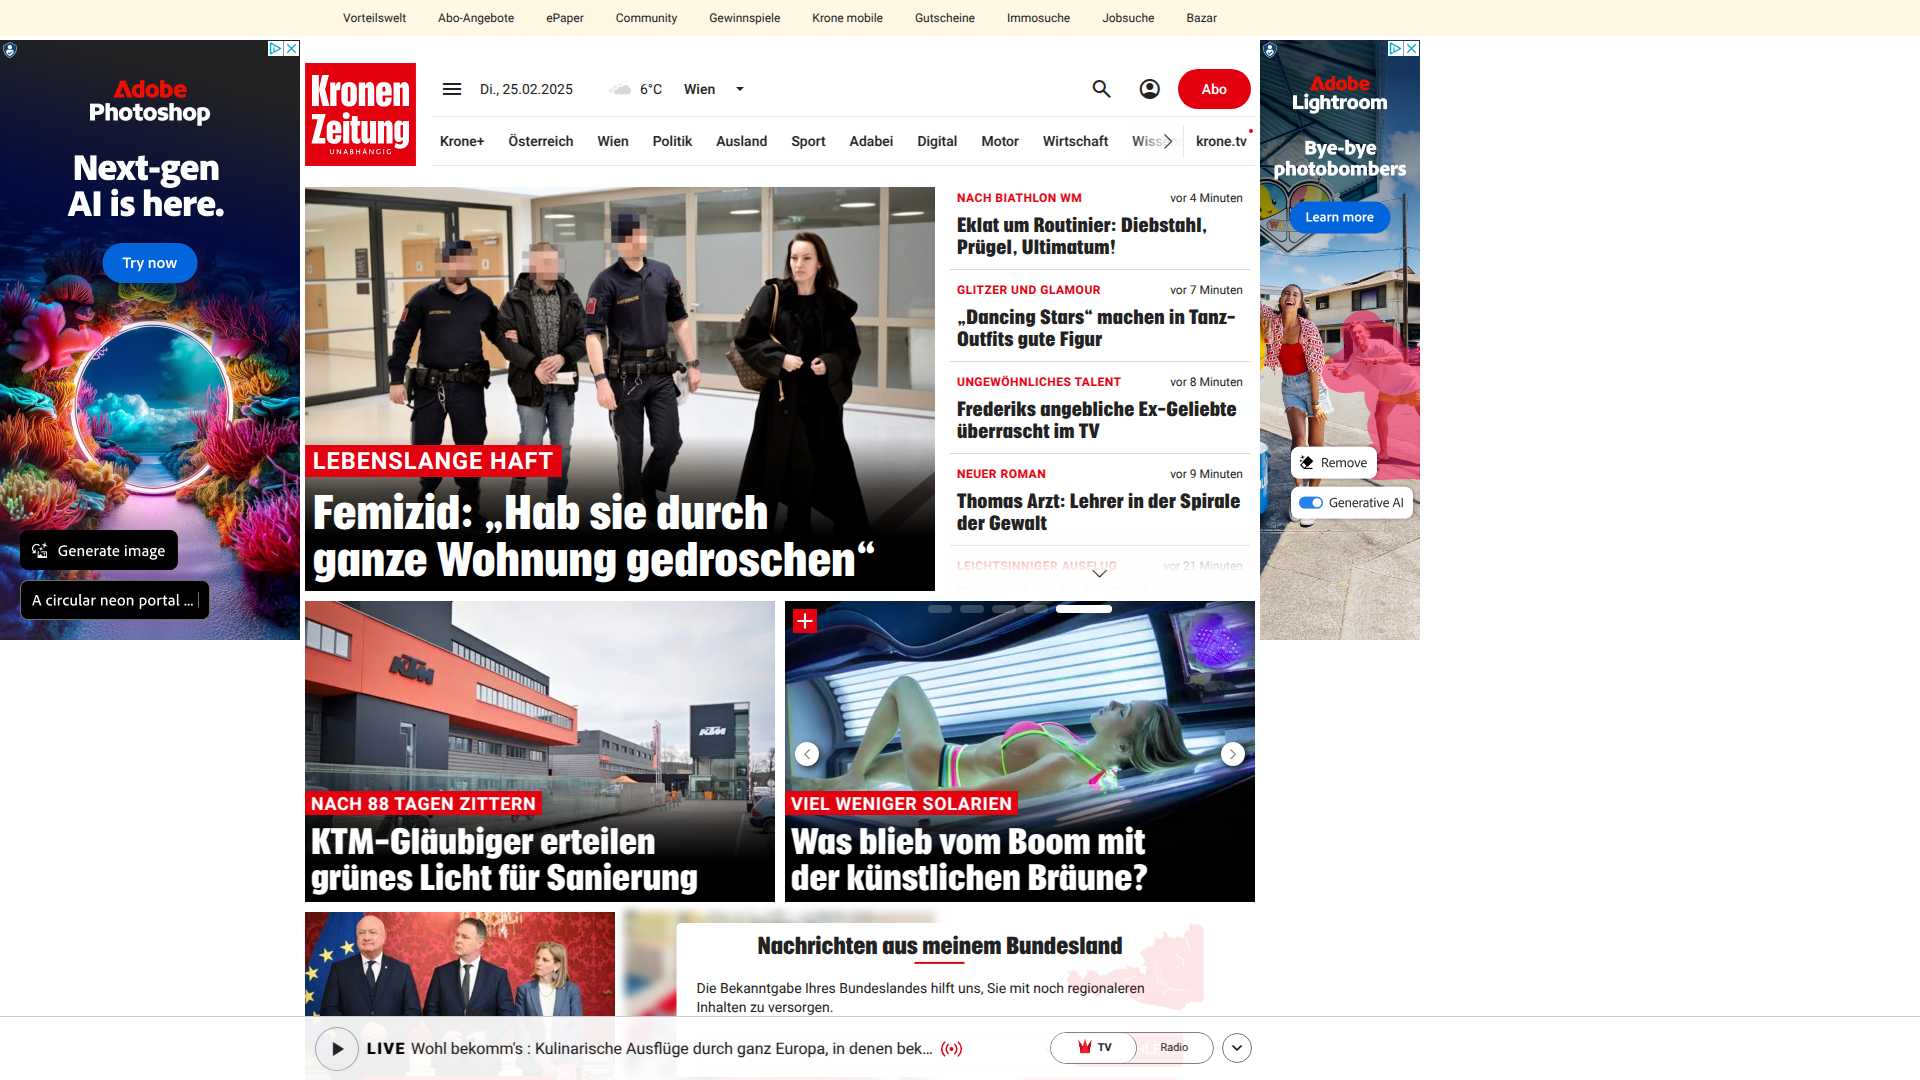 Vorteilswelt Abo-Angebote ePaper Community Gewinnspiele Krone mobile Gutscheine Immosuche Jobsuche Bazar
Adobe
Photoshop
Next-gen
AI is here.
Try now
Generate image
A circular neon portal ...
Kronen
Zeitung
UNABHÄNGIG
Di., 25.02.2025 6°C Wien
Abo
Krone+ Österreich Wien Politik Ausland Sport Adabei Digital Motor Wirtschaft Wiss krone.tv
LEBENSLANGE HAFT
Femizid: „Hab sie durch
ganze Wohnung gedroschen“
NACH BIATHLON WM vor 4 Minuten
Eklat um Routinier: Diebstahl,
Prügel, Ultimatum!
GLITZER UND GLAMOUR vor 7 Minuten
„Dancing Stars“ machen in Tanz-
Outfits gute Figur
UNGEWÖHNLICHES TALENT vor 8 Minuten
Frederiks angebliche Ex-Geliebte
überrascht im TV
NEUER ROMAN vor 9 Minuten
Thomas Arzt: Lehrer in der Spirale
der Gewalt
LEICHTSINNIGER AUSFLUG vor 21 Minuten
Adobe
Lightroom
Bye-bye
photobombers
Learn more
Remove
Generative AI
KTM
KTM
NACH 88 TAGEN ZITTERN
KTM-Gläubiger erteilen
grünes Licht für Sanierung
VIEL WENIGER SOLARIEN
Was blieb vom Boom mit
der künstlichen Bräune?
Nachrichten aus meinem Bundesland
Die Bekanntgabe Ihres Bundeslandes hilft uns, Sie mit noch regionaleren
Inhalten zu versorgen.
LIVE Wohl bekomm's : Kulinarische Ausflüge durch ganz Europa, in denen bek...
TV Radio